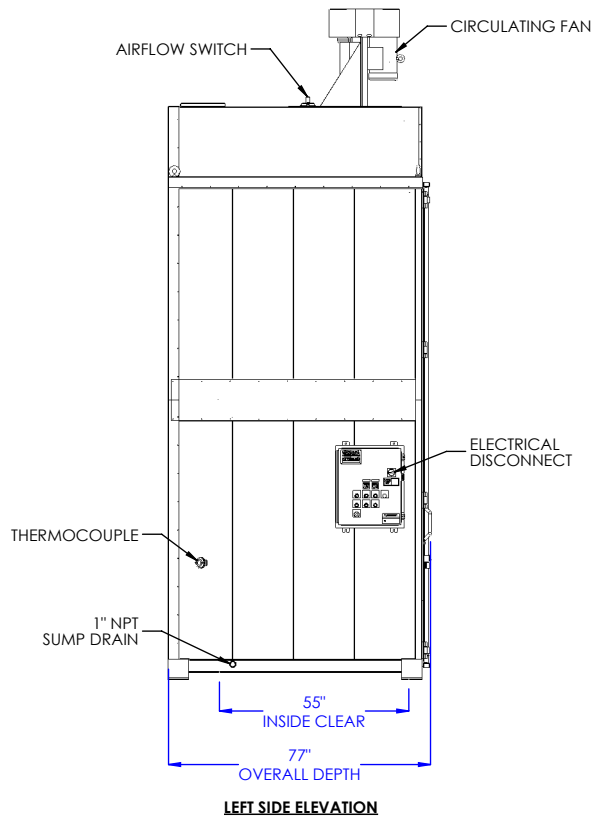 CIRCULATING FAN
AIRFLOW SWITCH
ELECTRICAL
DISCONNECT
THERMOCOUPLE
1" NPT
SUMP DRAIN
55"
INSIDE CLEAR
77"
OVERALL DEPTH
LEFT SIDE ELEVATION